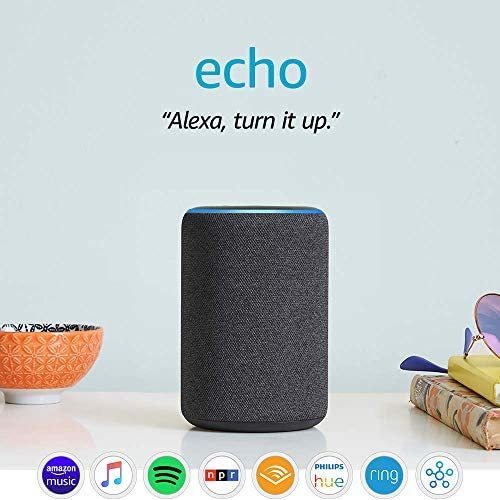 echo
“Alexa, turn it up.”
amazon
music
npr
PHILIPS
hue
ring